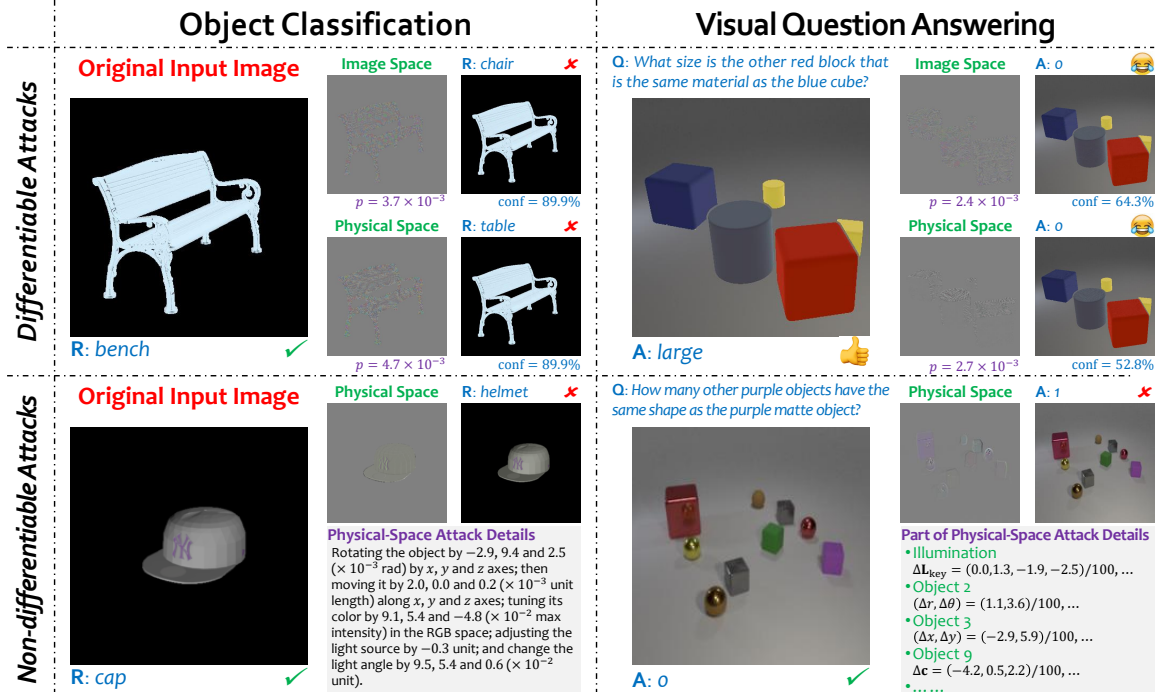 Object Classification
Visual Question Answering
Differentiable Attacks
Original Input Image
R: bench ✓
Image Space
R: chair ✘
p = 3.7 × 10⁻³
conf = 89.9%
Physical Space
R: table ✘
p = 4.7 × 10⁻³
conf = 89.9%
Q: What size is the other red block that
is the same material as the blue cube?
A: large
Image Space
A: 0
p = 2.4 × 10⁻³
conf = 64.3%
Physical Space
A: 0
p = 2.7 × 10⁻³
conf = 52.8%
Non-differentiable Attacks
Original Input Image
NY
R: cap ✓
Physical Space
R: helmet ✘
Physical-Space Attack Details
Rotating the object by −2.9, 9.4 and 2.5
(× 10⁻³ rad) by x, y and z axes; then
moving it by 2.0, 0.0 and 0.2 (× 10⁻³ unit
length) along x, y and z axes; tuning its
color by 9.1, 5.4 and −4.8 (× 10⁻² max
intensity) in the RGB space; adjusting the
light source by −0.3 unit; and change the
light angle by 9.5, 5.4 and 0.6 (× 10⁻²
unit).
Q: How many other purple objects have the
same shape as the purple matte object?
A: 0 ✓
Physical Space
A: 1 ✘
Part of Physical-Space Attack Details
•Illumination
ΔL_key = (0.0,1.3, −1.9, −2.5)/100, …
•Object 2
(Δr, Δθ) = (1.1,3.6)/100, …
•Object 3
(Δx, Δy) = (−2.9, 5.9)/100, …
•Object 9
Δc = (−4.2, 0.5,2.2)/100, …
•……